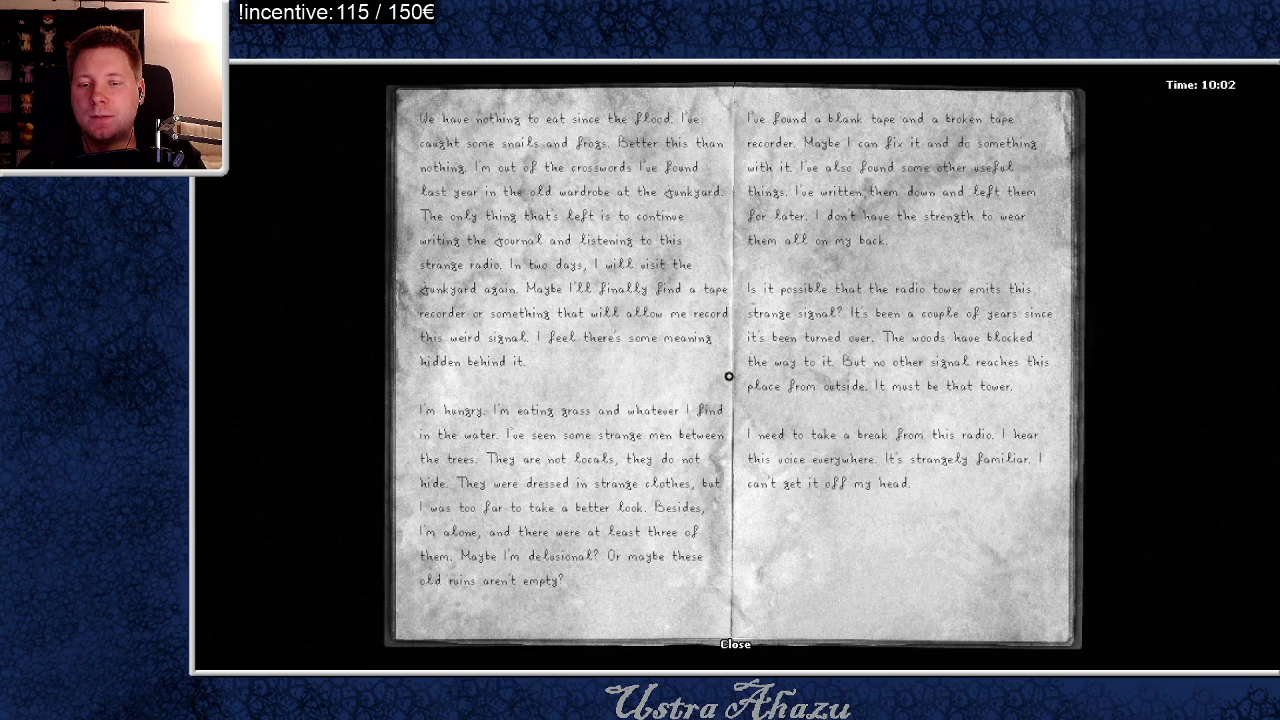 !incentive: 115 / 150€
Time: 10:02
We have nothing to eat since the flood. I've
caught some snails and frogs. Better this than
nothing. I'm out of the crosswords I've found
last year in the old wardrobe at the junkyard.
The only thing that's left is to continue
writing the journal and listening to this
strange radio. In two days, I will visit the
junkyard again. Maybe I'll finally find a tape
recorder or something that will allow me record
this weird signal. I feel theres some meaning
hidden behind it.
I'm hungry. I'm eating grass and whatever I find
in the water. I've seen some strange men between
the trees. They are not locals, they do not
hide. They were dressed in strange clothes, but
I was too far to take a better look. Besides,
I'm alone, and there were at least three of
them. Maybe I'm delusional? Or maybe these
old ruins aren't empty?
I've found a blank tape and a broken tape
recorder. Maybe I can fix it and do something
with it. I've also found some other useful
things. I've written them down and left them
for later. I don't have the strength to wear
them all on my back.
Is it possible that the radio tower emits this
strange signal? It's been a couple of years since
it's been turned over. The woods have blocked
the way to it. But no other signal reaches this
place from outside. It must be that tower.
I need to take a break from this radio. I hear
this voice everywhere. It's strangely familiar. I
can't get it off my head.
Close
Ustra Ahazu